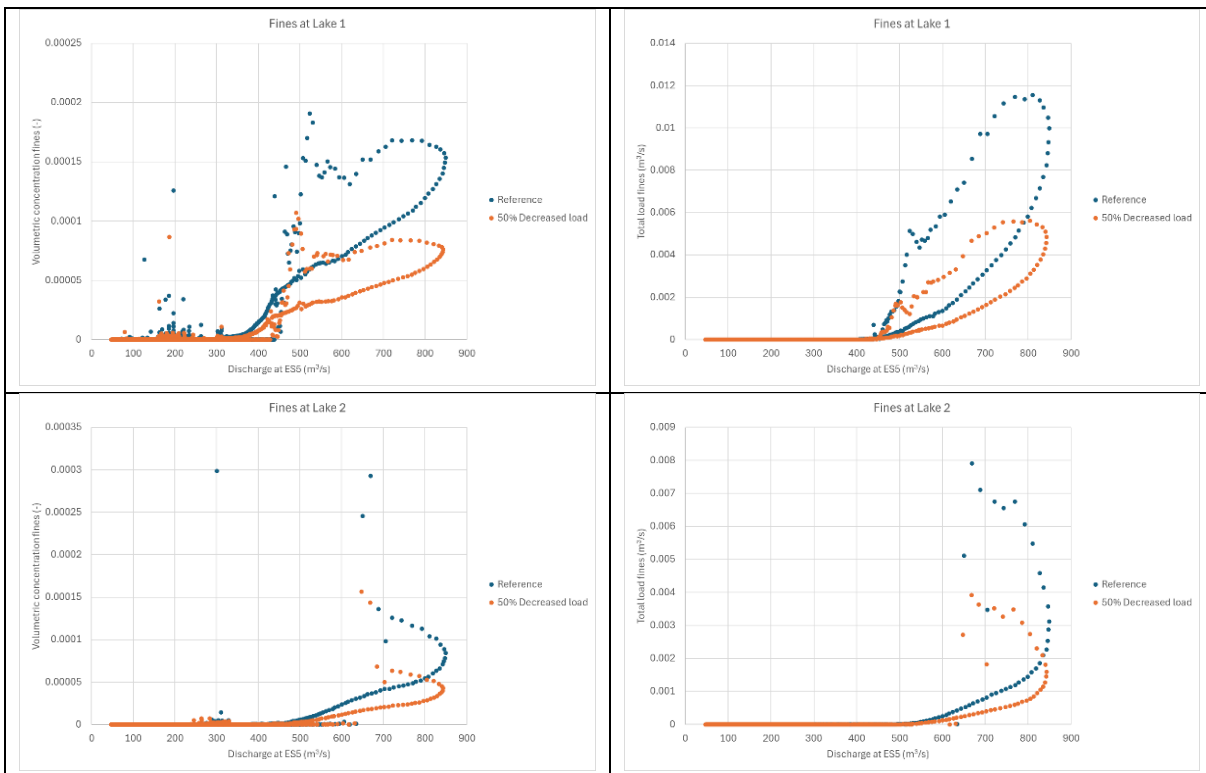 Fines at Lake 1
Volumetric concentration fines (-)
0.00025
0.0002
0.00015
0.0001
0.00005
0
0 100 200 300 400 500 600 700 800 900
Discharge at ES5 (m³/s)
Reference
50% Decreased load
Fines at Lake 1
Total load fines (m³/s)
0.014
0.012
0.01
0.008
0.006
0.004
0.002
0
0 100 200 300 400 500 600 700 800 900
Discharge at ES5 (m³/s)
Reference
50% Decreased load
Fines at Lake 2
Volumetric concentration fines (-)
0.00035
0.0003
0.00025
0.0002
0.00015
0.0001
0.00005
0
0 100 200 300 400 500 600 700 800 900
Discharge at ES5 (m³/s)
Reference
50% Decreased load
Fines at Lake 2
Total load fines (m³/s)
0.009
0.008
0.007
0.006
0.005
0.004
0.003
0.002
0.001
0
0 100 200 300 400 500 600 700 800 900
Discharge at ES5 (m³/s)
Reference
50% Decreased load